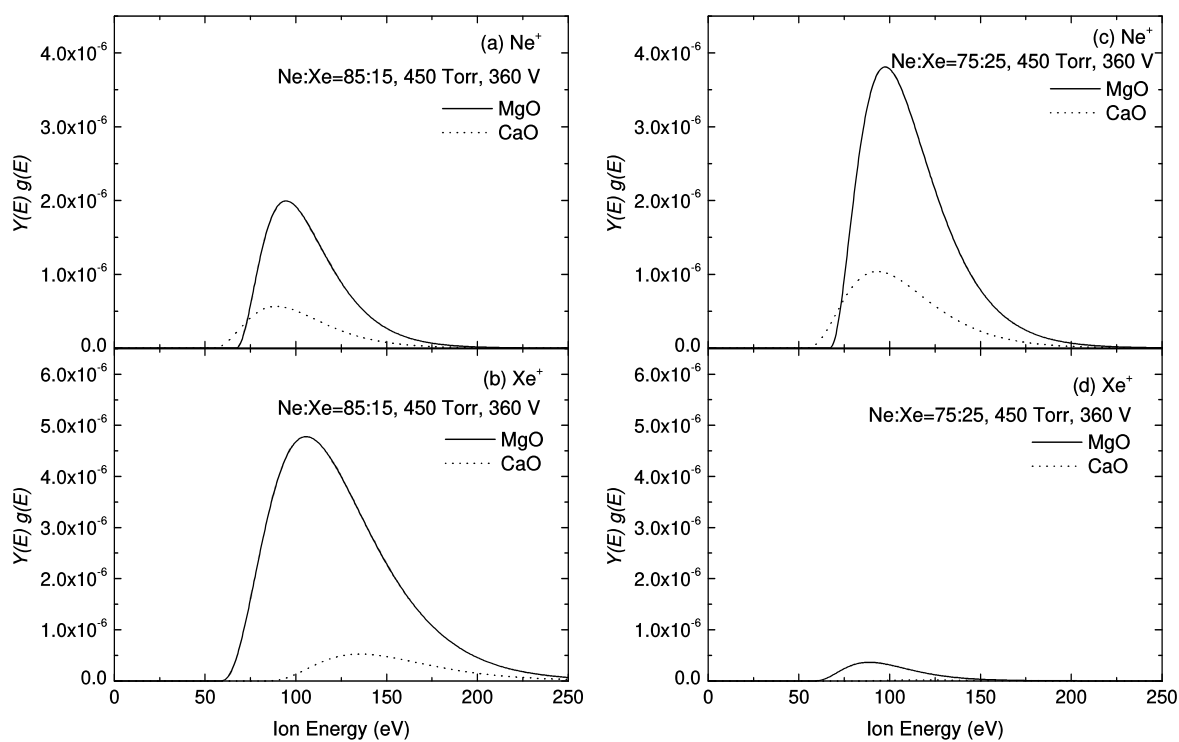 (a) Ne⁺
Ne:Xe=85:15, 450 Torr, 360 V
MgO
CaO
4.0x10⁻⁶
3.0x10⁻⁶
2.0x10⁻⁶
1.0x10⁻⁶
0.0
Y(E) g(E)
(b) Xe⁺
Ne:Xe=85:15, 450 Torr, 360 V
MgO
CaO
6.0x10⁻⁶
5.0x10⁻⁶
4.0x10⁻⁶
3.0x10⁻⁶
2.0x10⁻⁶
1.0x10⁻⁶
0.0
Y(E) g(E)
0 50 100 150 200 250
Ion Energy (eV)
(c) Ne⁺
Ne:Xe=75:25, 450 Torr, 360 V
MgO
CaO
4.0x10⁻⁶
3.0x10⁻⁶
2.0x10⁻⁶
1.0x10⁻⁶
0.0
Y(E) g(E)
(d) Xe⁺
Ne:Xe=75:25, 450 Torr, 360 V
MgO
CaO
6.0x10⁻⁶
5.0x10⁻⁶
4.0x10⁻⁶
3.0x10⁻⁶
2.0x10⁻⁶
1.0x10⁻⁶
0.0
Y(E) g(E)
0 50 100 150 200 250
Ion Energy (eV)